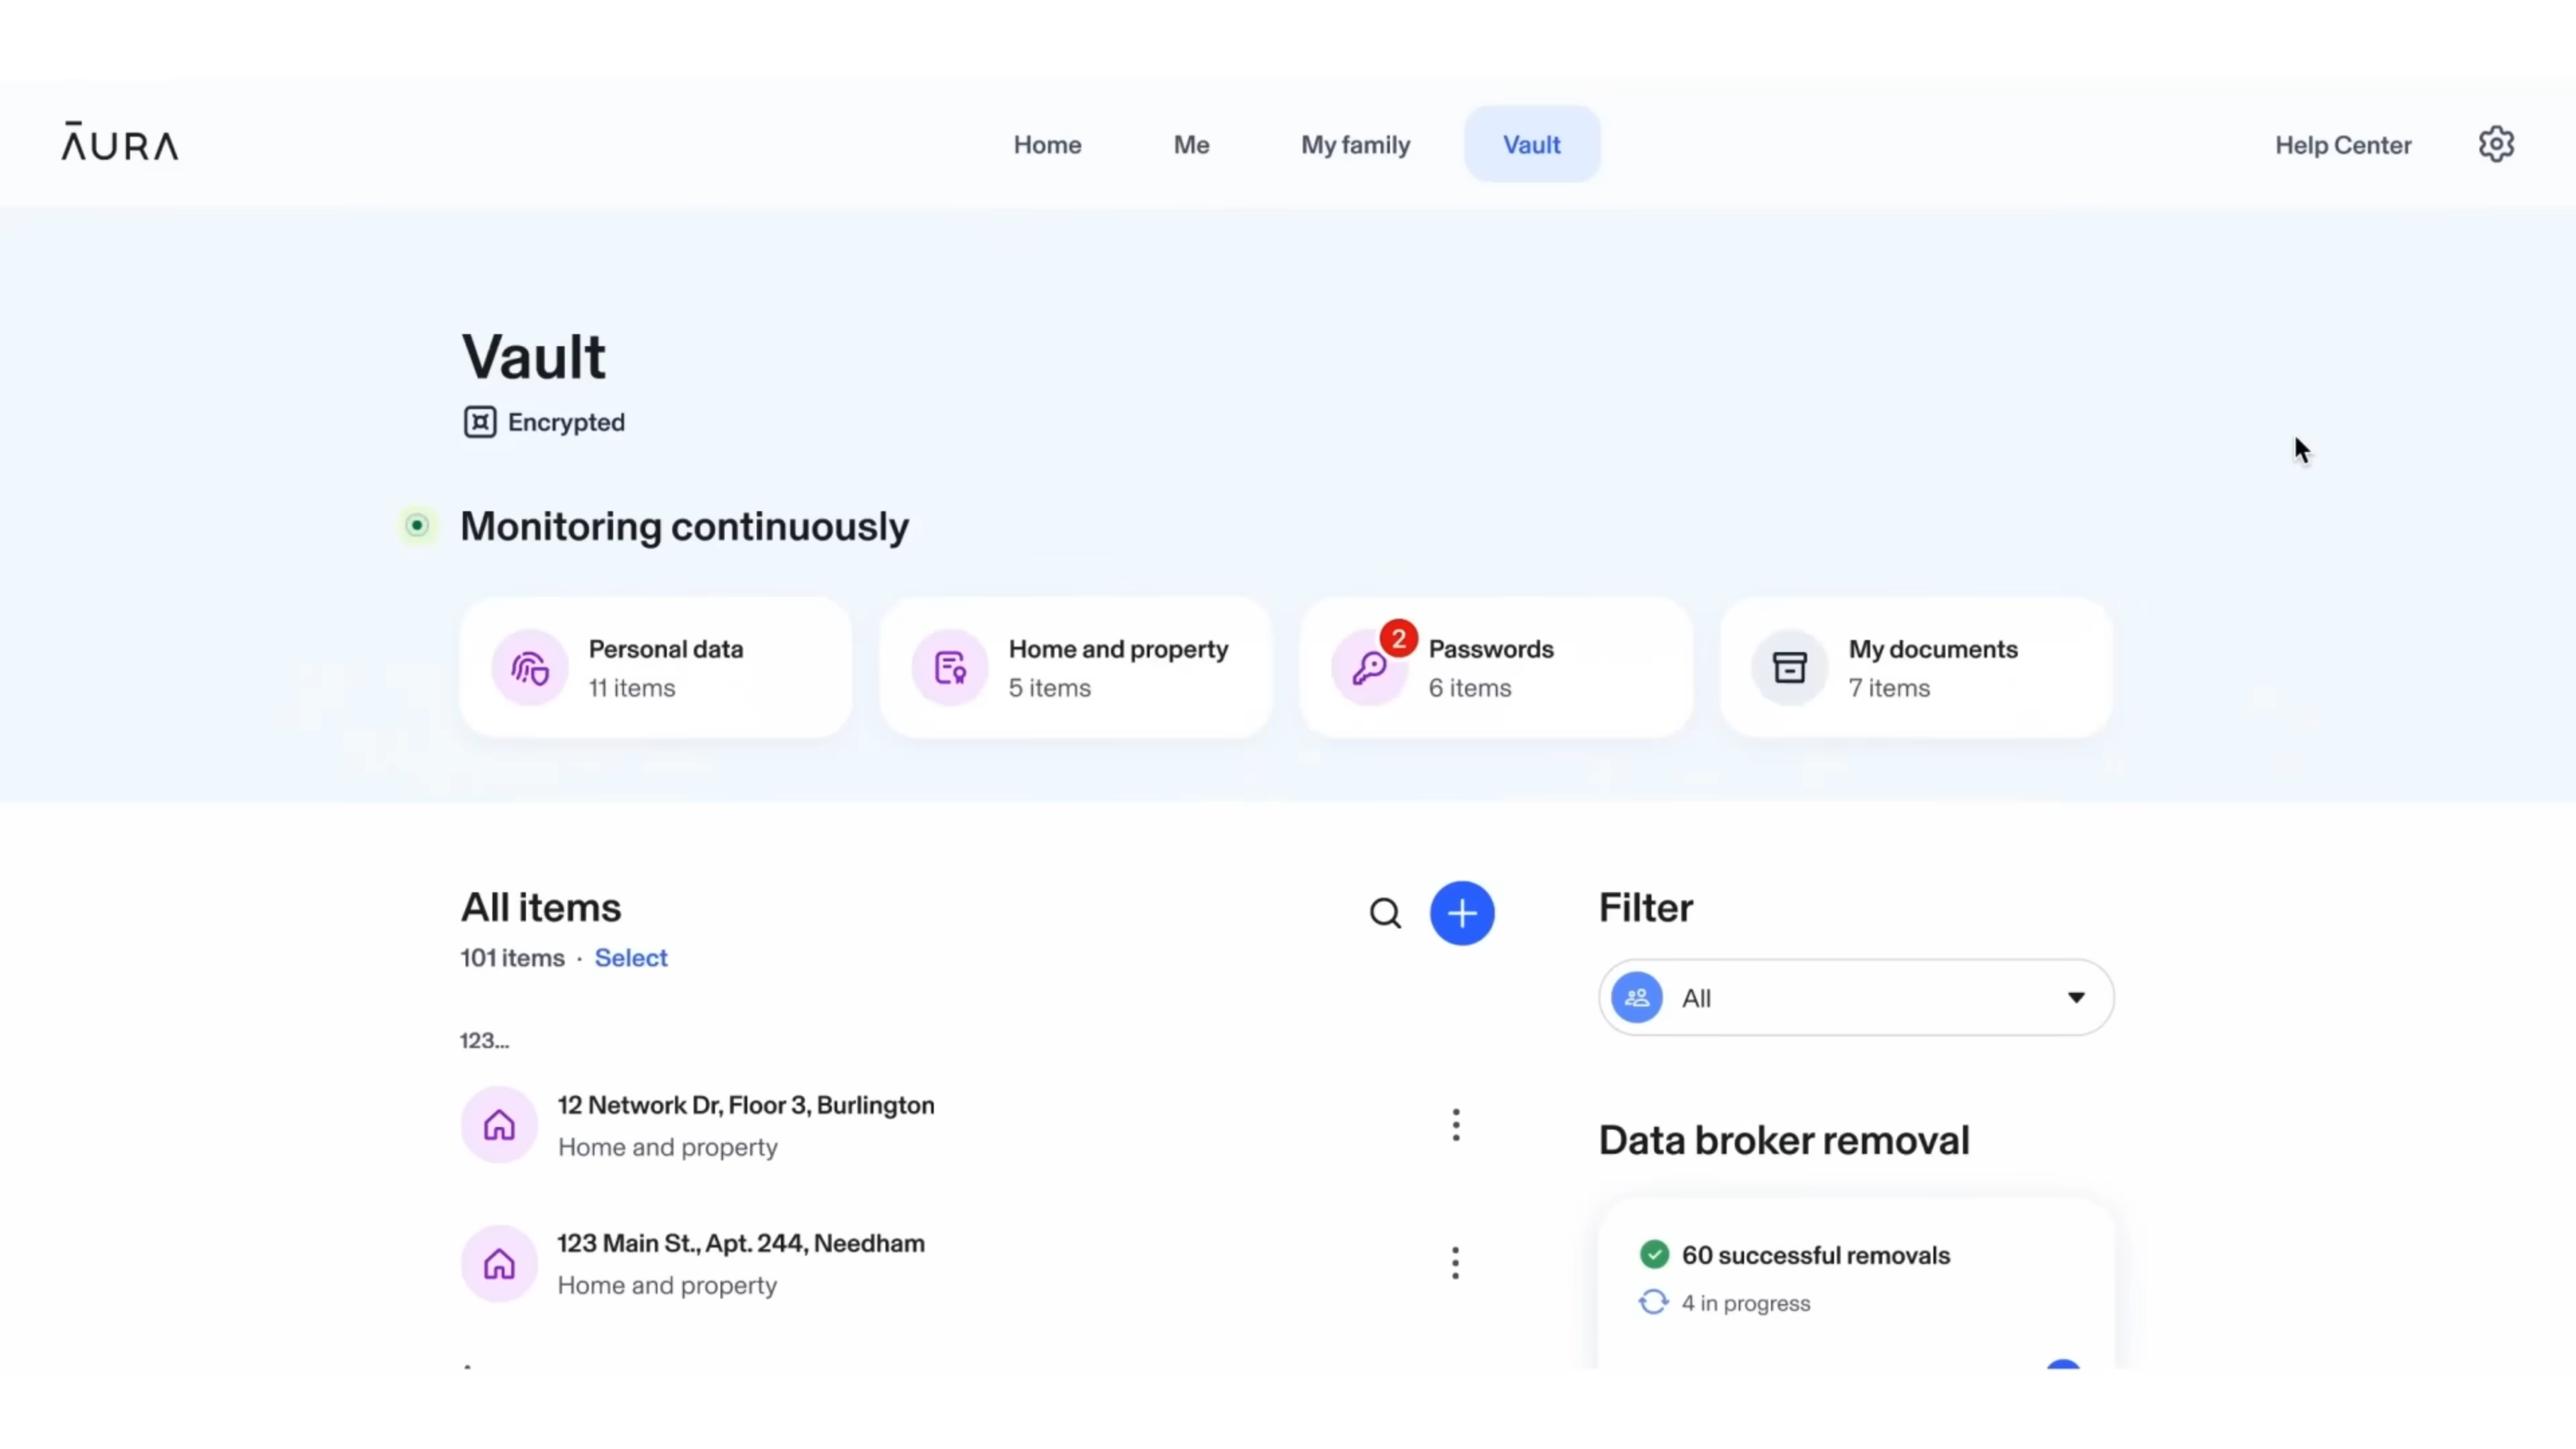 ĀURA
Home
Me
My family
Vault
Help Center
Vault
Encrypted
Monitoring continuously
Personal data
11 items
Home and property
5 items
2
Passwords
6 items
My documents
7 items
All items
101 items · Select
123...
12 Network Dr, Floor 3, Burlington
Home and property
123 Main St., Apt. 244, Needham
Home and property
Filter
All
Data broker removal
60 successful removals
4 in progress